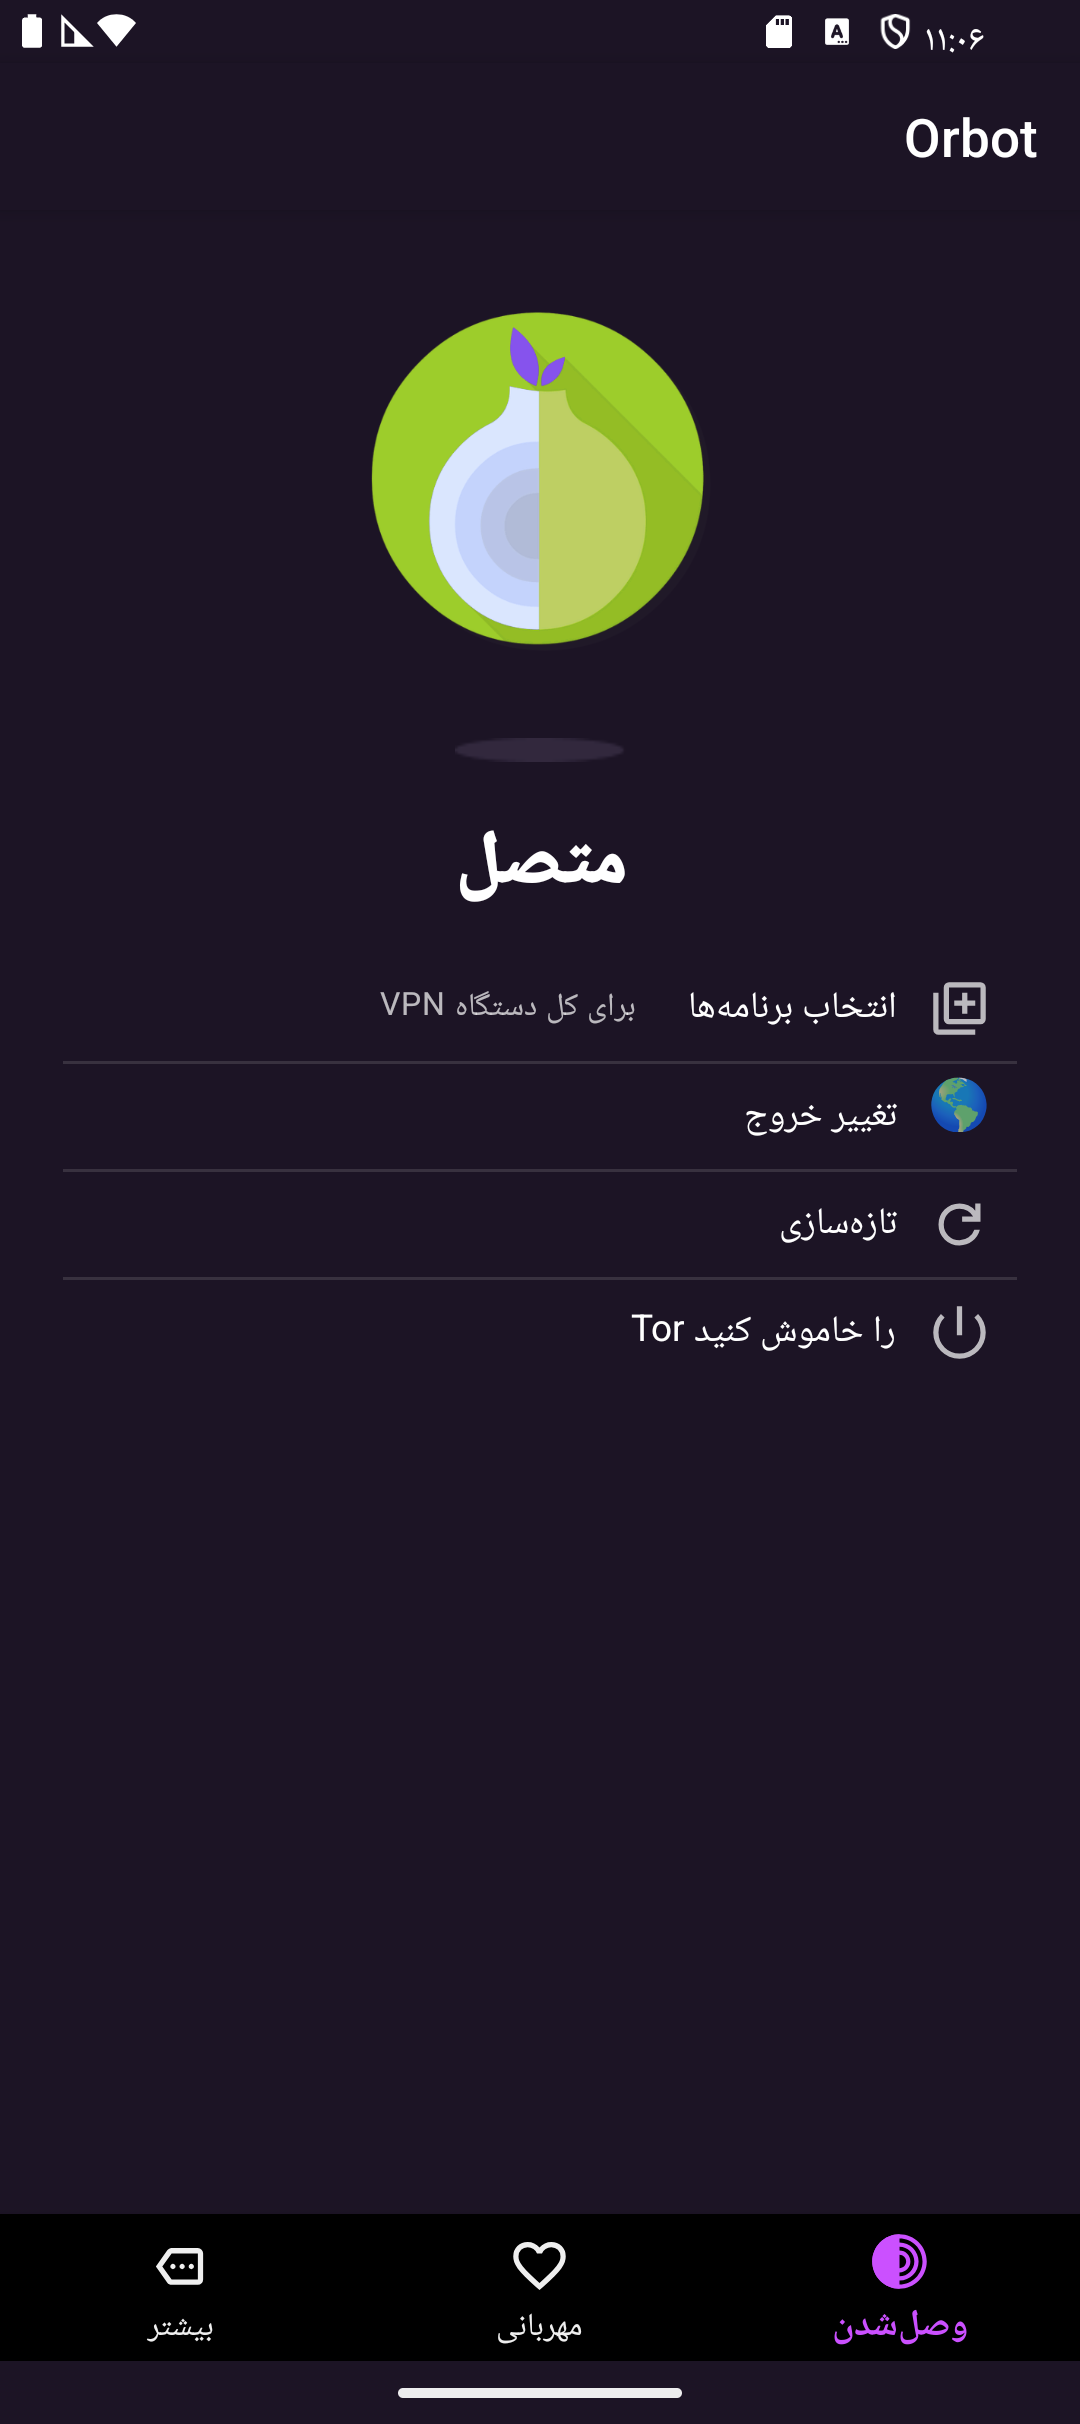 ۱۱:۰۶
Orbot
متصل
انتخاب برنامه‌ها برای کل دستگاه VPN
تغییر خروج
تازه‌سازی
را خاموش کنید Tor
وصل‌شدن
مهربانی
بیشتر